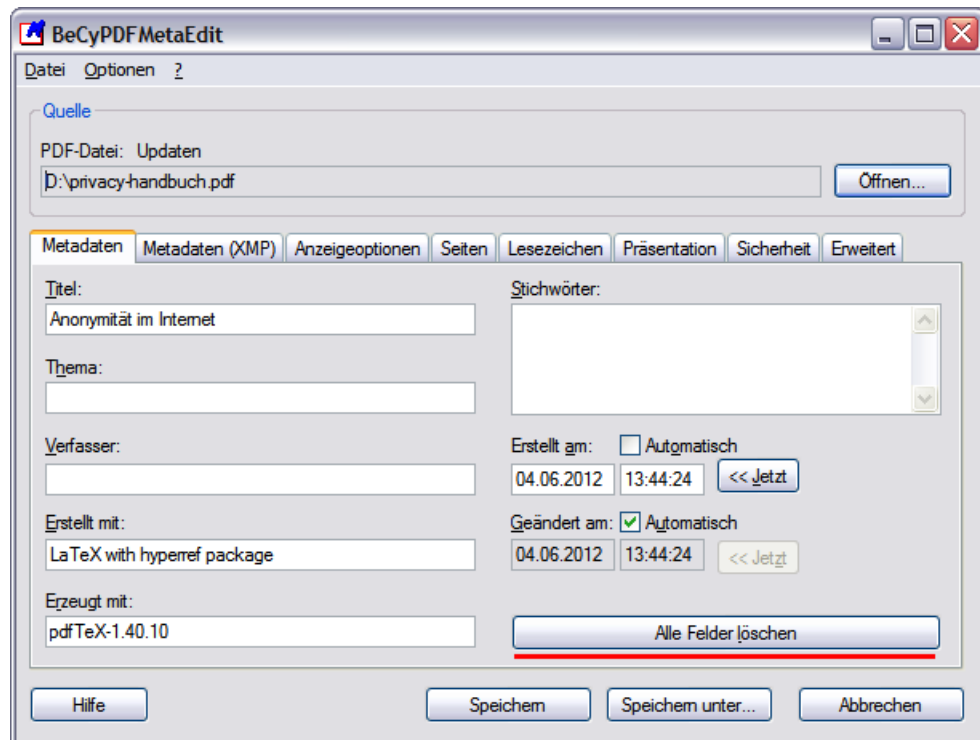 BeCyPDFMetaEdit
Datei Optionen ?
Quelle
PDF-Datei: Updaten
D:\privacy-handbuch.pdf
Öffnen...
Metadaten Metadaten (XMP) Anzeigeoptionen Seiten Lesezeichen Präsentation Sicherheit Erweitert
Titel:
Anonymität im Internet
Thema:
Verfasser:
Erstellt mit:
LaTeX with hyperref package
Erzeugt mit:
pdfTeX-1.40.10
Stichwörter:
Erstellt am: Automatisch
04.06.2012 13:44:24 << Jetzt
Geändert am: Automatisch
04.06.2012 13:44:24 << Jetzt
Alle Felder löschen
Hilfe Speichern Speichern unter... Abbrechen